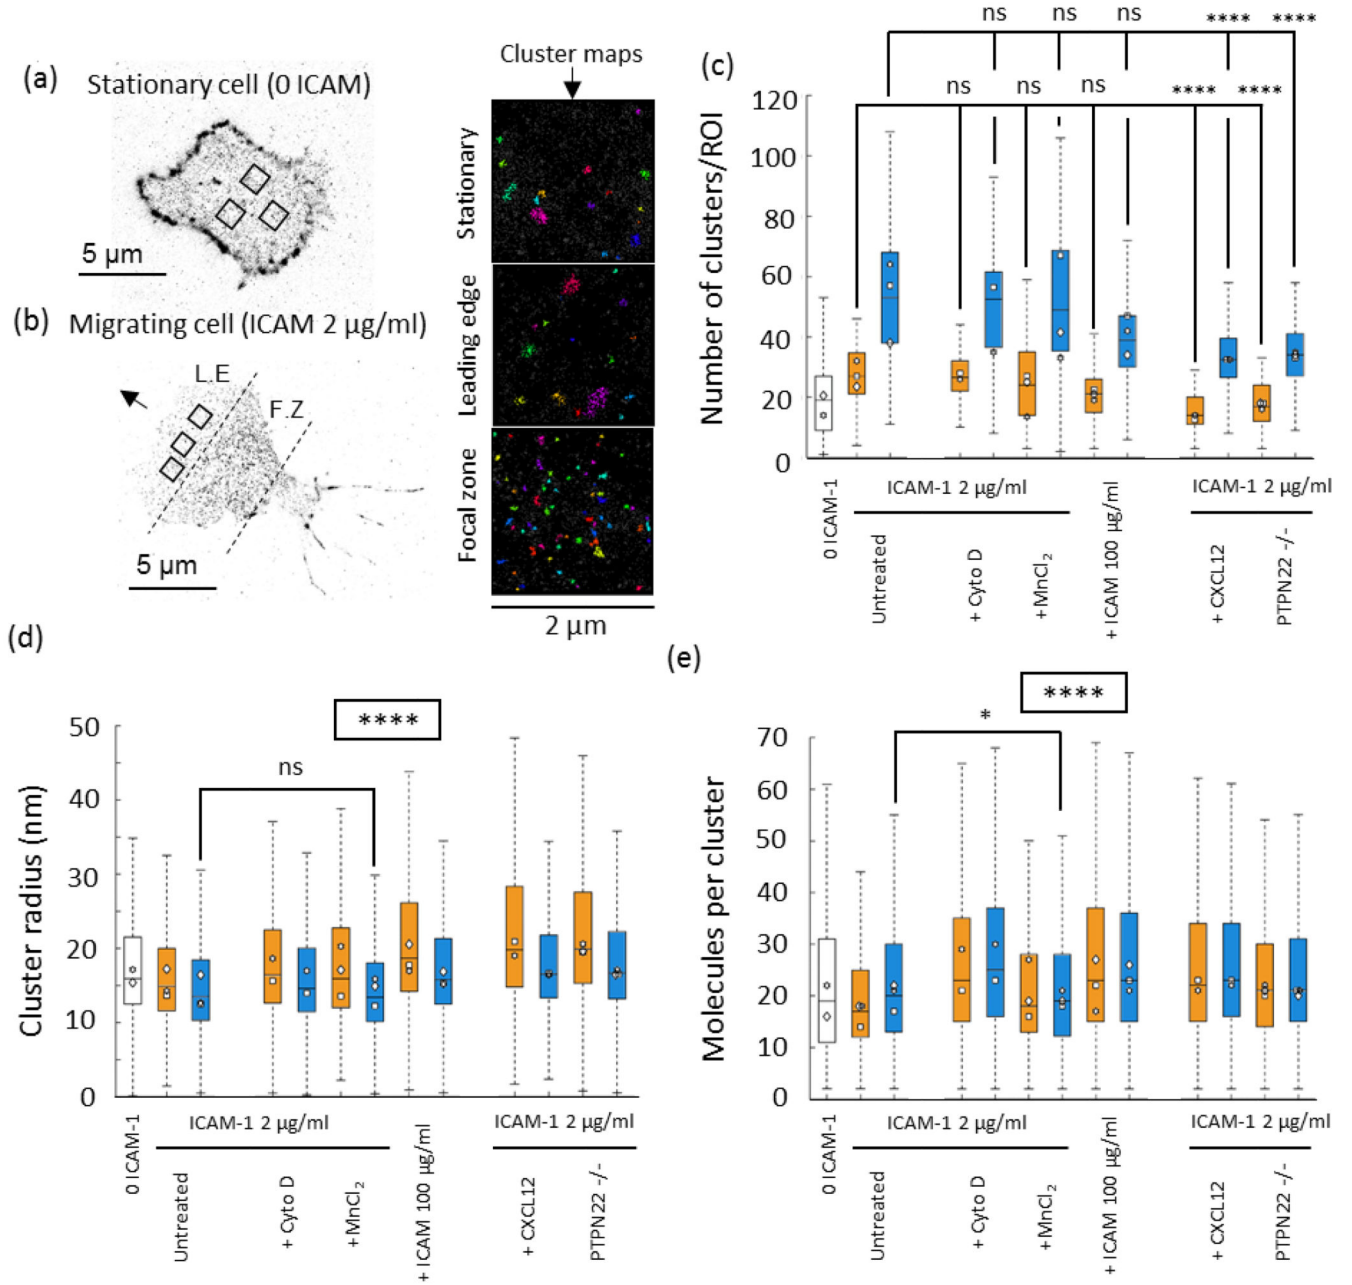 (a)
Stationary cell (0 ICAM)
5 µm
(b)
Migrating cell (ICAM 2 µg/ml)
L.E
F.Z
5 µm
Cluster maps
Stationary
Leading edge
Focal zone
2 µm
(c)
ns ns ns **** ****
ns ns ns **** ****
Number of clusters/ROI
120
100
80
60
40
20
0
0 ICAM-1
ICAM-1 2 µg/ml
ICAM-1 2 µg/ml
Untreated
+ Cyto D
+MnCl₂
+ ICAM 100 µg/ml
+ CXCL12
PTPN22 -/-
(d)
****
ns
Cluster radius (nm)
50
40
30
20
10
0
0 ICAM-1
ICAM-1 2 µg/ml
ICAM-1 2 µg/ml
Untreated
+ Cyto D
+MnCl₂
+ ICAM 100 µg/ml
+ CXCL12
PTPN22 -/-
(e)
****
*
Molecules per cluster
70
60
50
40
30
20
10
0
0 ICAM-1
ICAM-1 2 µg/ml
ICAM-1 2 µg/ml
Untreated
+ Cyto D
+MnCl₂
+ ICAM 100 µg/ml
+ CXCL12
PTPN22 -/-